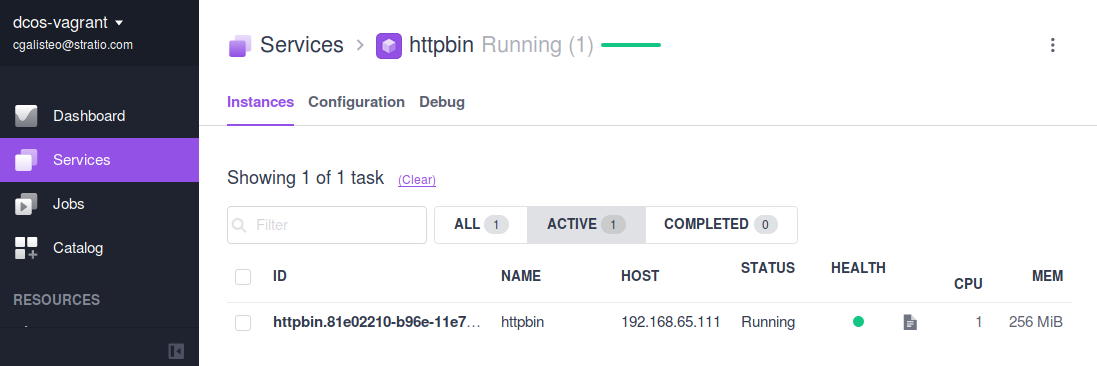 dcos-vagrant
cgalisteo@stratio.com
Dashboard
Services
Jobs
Catalog
RESOURCES
Services > httpbin Running (1)
Instances Configuration Debug
Showing 1 of 1 task (Clear)
Filter ALL 1 ACTIVE 1 COMPLETED 0
ID NAME HOST STATUS HEALTH CPU MEM
httpbin.81e02210-b96e-11e7... httpbin 192.168.65.111 Running 1 256 MiB